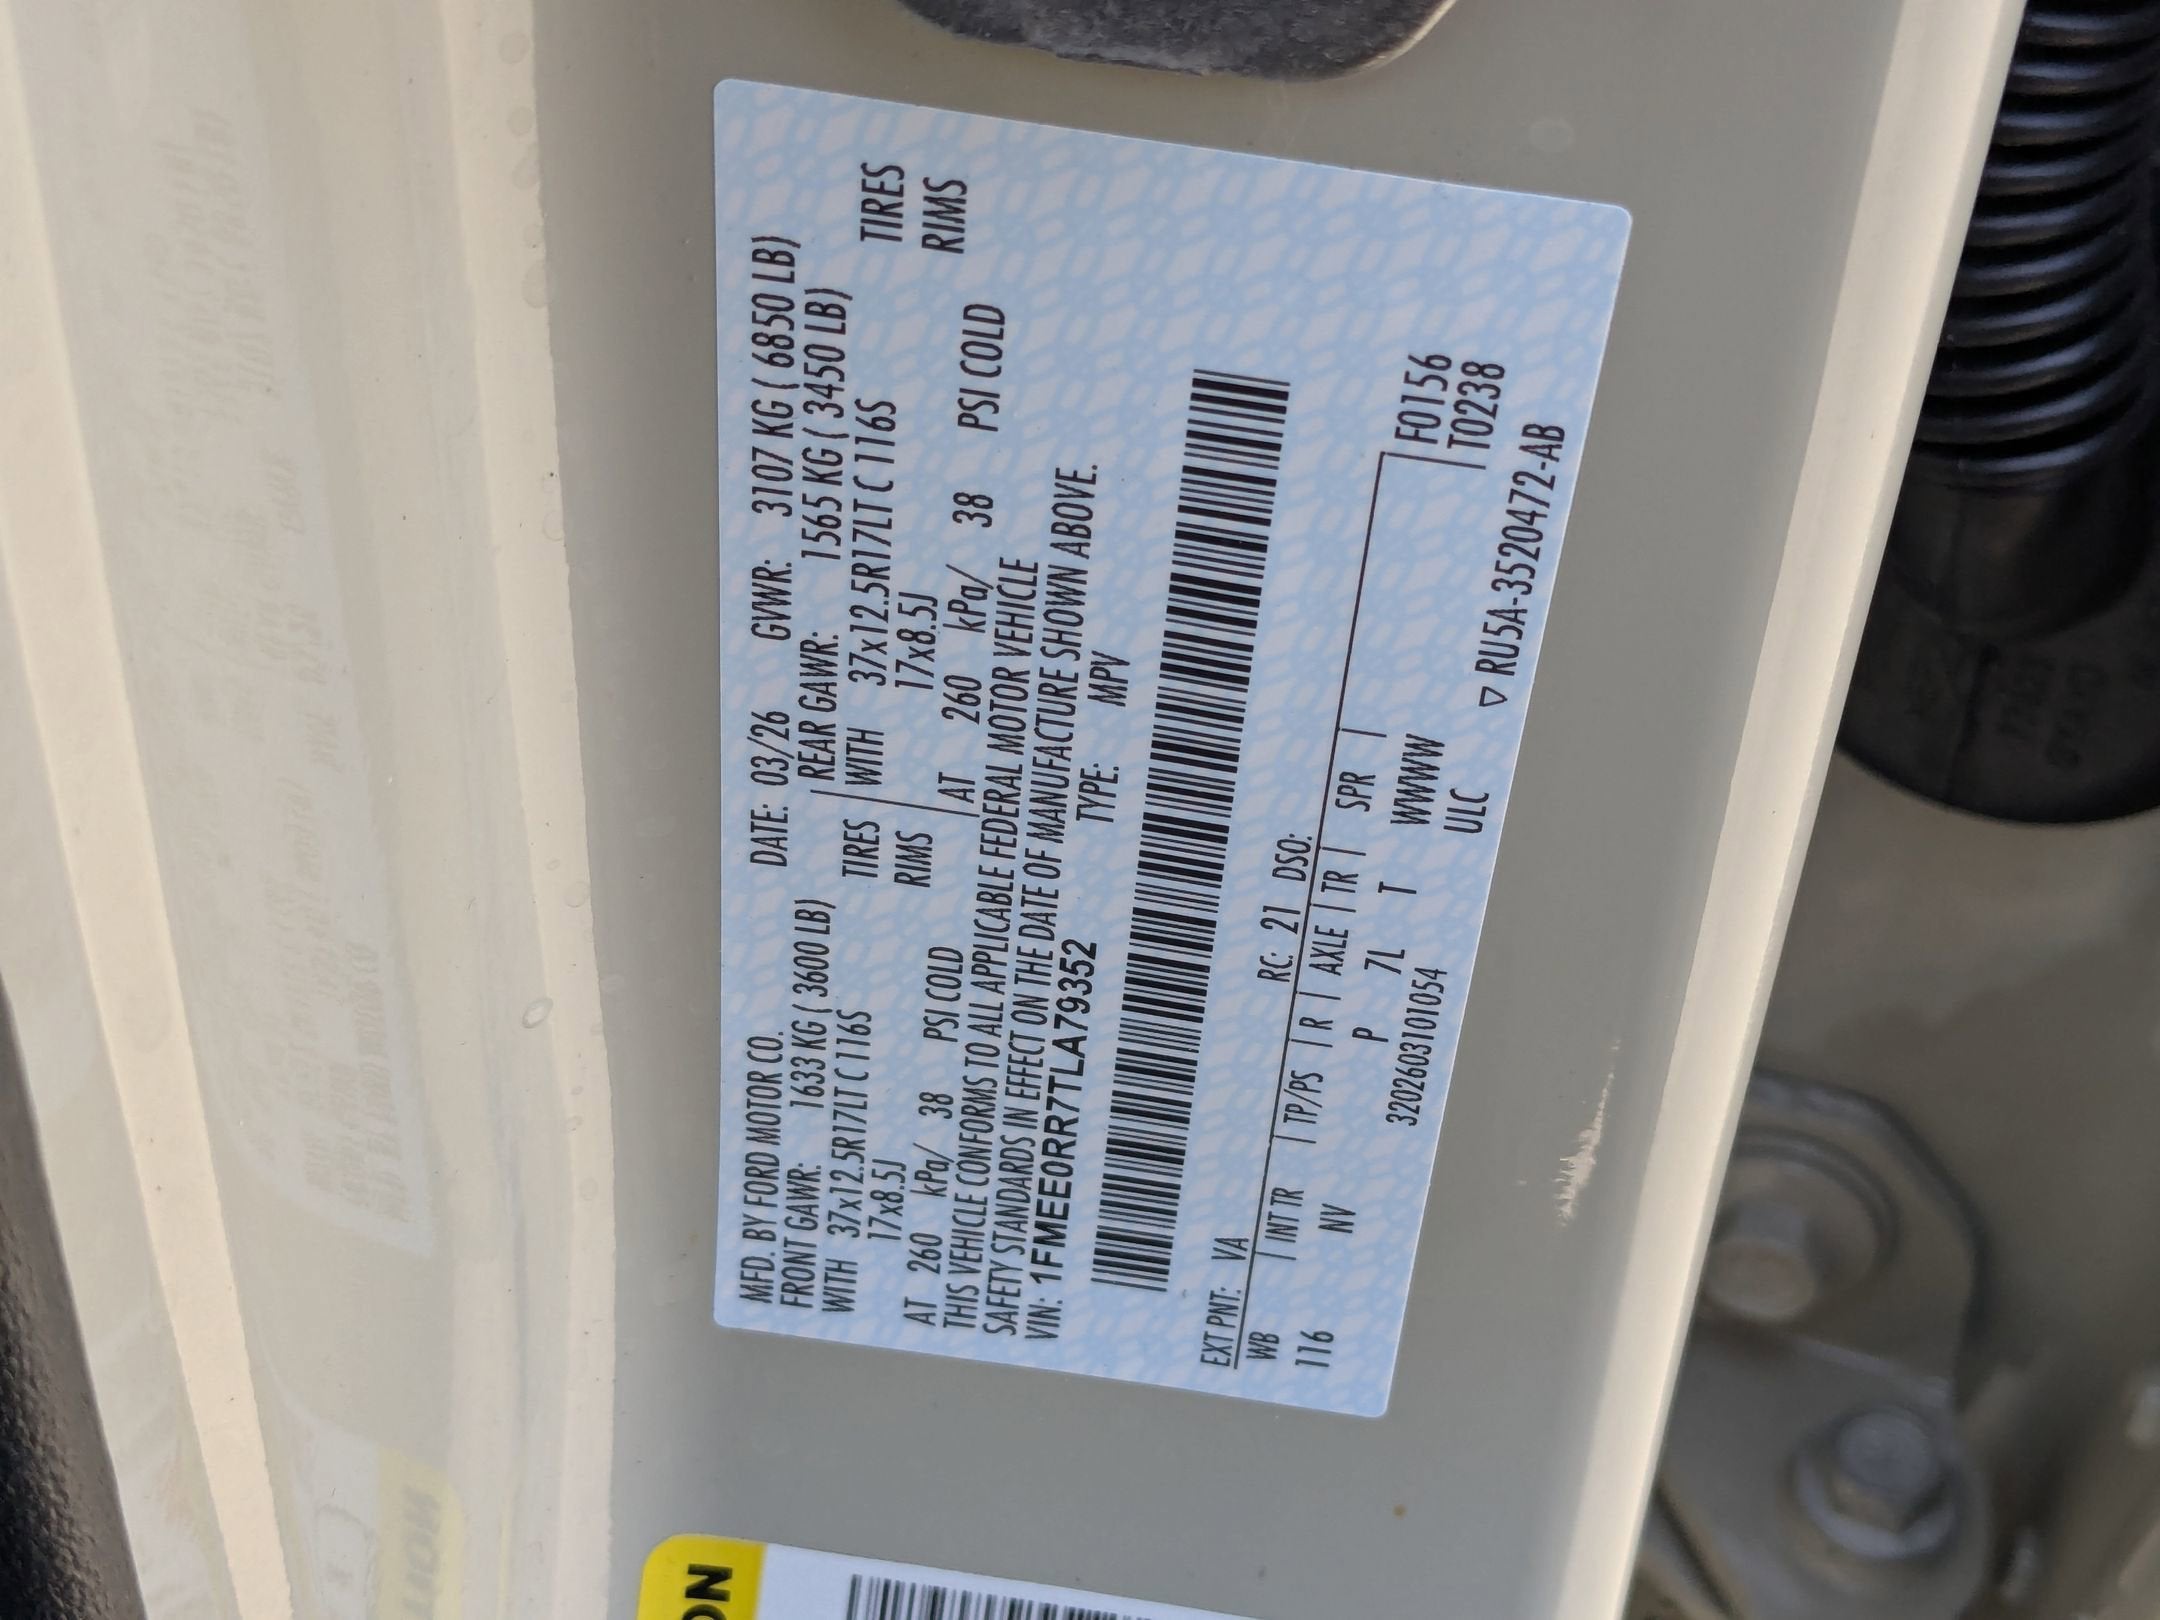 MFD. BY FORD MOTOR CO. DATE: 03/26 GVWR: 3107 KG ( 6850 LB)
FRONT GAWR: 1633 KG ( 3600 LB) REAR GAWR: 1565 KG ( 3450 LB)
WITH 37x12.5R17LT C 116S TIRES WITH 37x12.5R17LT C 116S TIRES
17x8.5J RIMS 17x8.5J RIMS
AT 260 kPa/ 38 PSI COLD AT 260 kPa/ 38 PSI COLD
THIS VEHICLE CONFORMS TO ALL APPLICABLE FEDERAL MOTOR VEHICLE
SAFETY STANDARDS IN EFFECT ON THE DATE OF MANUFACTURE SHOWN ABOVE.
VIN: 1FMEE0RR7TLA79352 TYPE: MPV
EXT PNT: VA RC: 21 DSO:
WB INT TR TP/PS R AXLE TR SPR F0156
116 NV P 7L T WWWW T0238
320260310101054 ULC
RU5A-3520472-AB
ON